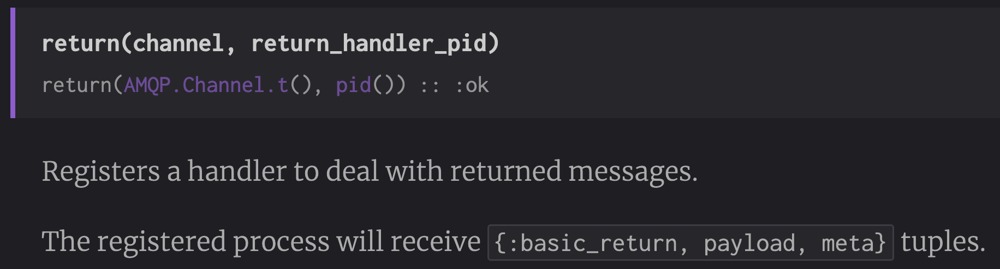 return(channel, return_handler_pid)
return(AMQP.Channel.t(), pid()) :: :ok
Registers a handler to deal with returned messages.
The registered process will receive {:basic_return, payload, meta} tuples.